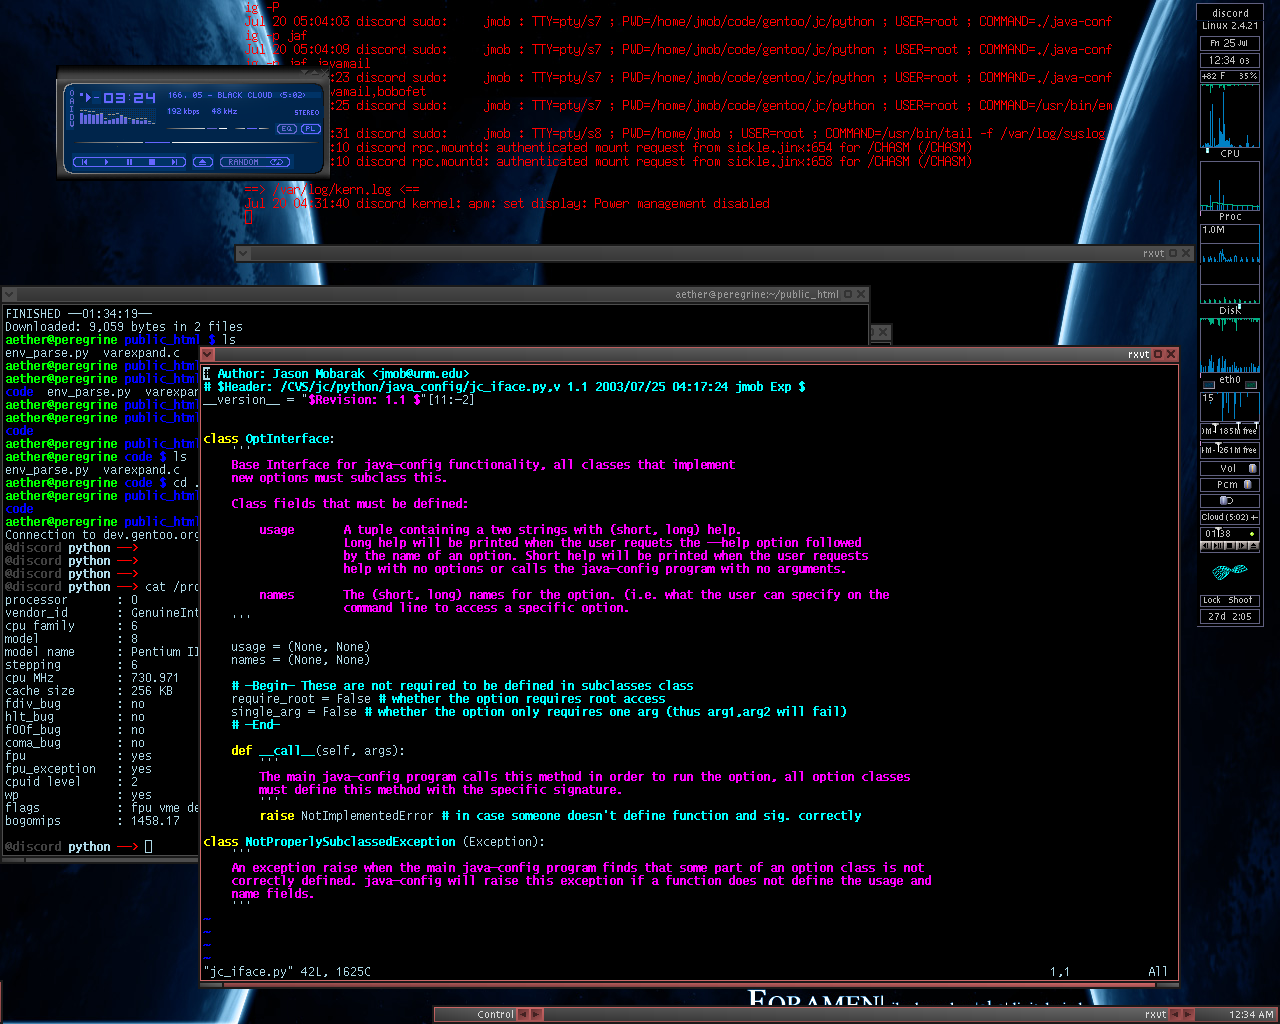 ig -P
Jul 20 05:04:03 discord sudo:     jmob : TTY=pty/s7 ; PWD=/home/jmob/code/gentoo/jc/python ; USER=root ; COMMAND=./java-conf
jaf
20 05:04:09 discord sudo:     jmob : TTY=pty/s7 ; PWD=/home/jmob/code/gentoo/jc/python ; USER=root ; COMMAND=./java-conf
jaf,javamail
:23 discord sudo:     jmob : TTY=pty/s7 ; PWD=/home/jmob/code/gentoo/jc/python ; USER=root ; COMMAND=./java-conf
javamail,bobofet
:25 discord sudo:     jmob : TTY=pty/s7 ; PWD=/home/jmob/code/gentoo/jc/python ; USER=root ; COMMAND=/usr/bin/em
:31 discord sudo:     jmob : TTY=pty/s8 ; PWD=/home/jmob ; USER=root ; COMMAND=/usr/bin/tail -f /var/log/syslog
:10 discord rpc.mountd: authenticated mount request from sickle.jinx:654 for /CHASM (/CHASM)
:10 discord rpc.mountd: authenticated mount request from sickle.jinx:658 for /CHASM (/CHASM)
==> /var/log/kern.log <==
Jul 20 04:31:40 discord kernel: apm: set display: Power management disabled
rxvt
03:24
166. 05 - BLACK CLOUD <5:02>
192 kbps 48 kHz
STEREO
EQ PL
RANDOM
discord
Linux 2.4.21
Fri 25 Jul
12:34 03
+82 F 35%
CPU
Proc
1.0M
Disk
eth0
15
185M free
261M free
Vol
Pcm
CD
Cloud (5:02) +
01:38
Lock Shoot
27d 2:05
aether@peregrine:~/public_html
FINISHED --01:34:19--
Downloaded: 9,059 bytes in 2 files
aether@peregrine public_html $ ls
env_parse.py  varexpand.c
aether@peregrine public_html
code  env_parse.py  varexpan
aether@peregrine public_html
aether@peregrine public_html
code
aether@peregrine public_html
aether@peregrine code $ ls
env_parse.py  varexpand.c
aether@peregrine code $ cd .
aether@peregrine public_html
code
aether@peregrine public_html
Connection to dev.gentoo.org
@discord python -->
@discord python -->
@discord python -->
@discord python --> cat /pro
processor       : 0
vendor_id       : GenuineInt
cpu family      : 6
model           : 8
model name      : Pentium II
stepping        : 6
cpu MHz         : 730.971
cache size      : 256 KB
fdiv_bug        : no
hlt_bug         : no
f00f_bug        : no
coma_bug        : no
fpu             : yes
fpu_exception   : yes
cpuid level     : 2
wp              : yes
flags           : fpu vme de
bogomips        : 1458.17
@discord python -->
rxvt
# Author: Jason Mobarak <jmob@unm.edu>
# $Header: /CVS/jc/python/java_config/jc_iface.py,v 1.1 2003/07/25 04:17:24 jmob Exp $
__version__ = "$Revision: 1.1 $"[11:-2]
class OptInterface:
    '''
    Base Interface for java-config functionality, all classes that implement
    new options must subclass this.
    Class fields that must be defined:
        usage       A tuple containing a two strings with (short, long) help.
                    Long help will be printed when the user requets the --help option followed
                    by the name of an option. Short help will be printed when the user requests
                    help with no options or calls the java-config program with no arguments.
        names       The (short, long) names for the option. (i.e. what the user can specify on the
                    command line to access a specific option.
    '''
    usage = (None, None)
    names = (None, None)
    # -Begin- These are not required to be defined in subclasses class
    require_root = False # whether the option requires root access
    single_arg = False # whether the option only requires one arg (thus arg1,arg2 will fail)
    # -End-
    def __call__(self, args):
        '''
        The main java-config program calls this method in order to run the option, all option classes
        must define this method with the specific signature.
        '''
        raise NotImplementedError # in case someone doesn't define function and sig. correctly
class NotProperlySubclassedException (Exception):
    '''
    An exception raise when the main java-config program finds that some part of an option class is not
    correctly defined. java-config will raise this exception if a function does not define the usage and
    name fields.
    '''
~
~
~
~
"jc_iface.py" 42L, 1625C                    1,1           All
FORAMEN
Control
rxvt
12:34 AM